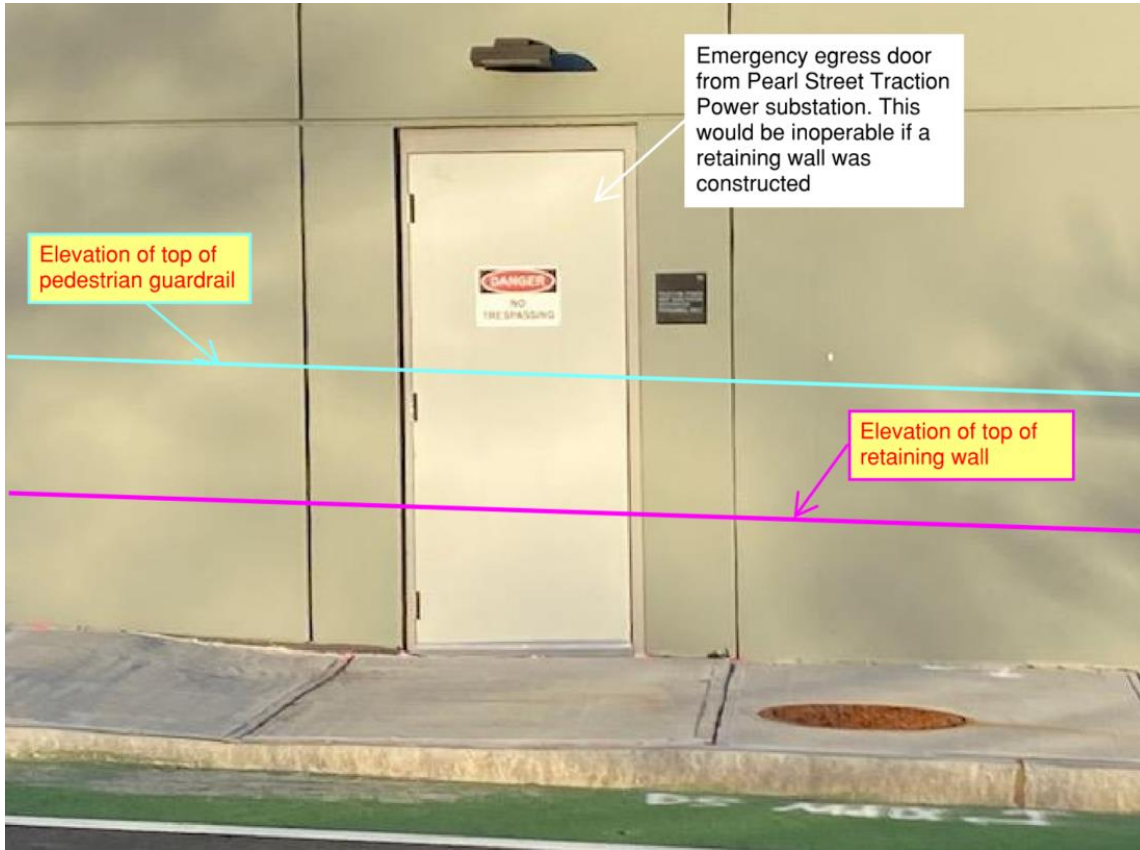 Emergency egress door
from Pearl Street Traction
Power substation. This
would be inoperable if a
retaining wall was
constructed
Elevation of top of
pedestrian guardrail
DANGER
NO
TRESPASSING
Elevation of top of
retaining wall